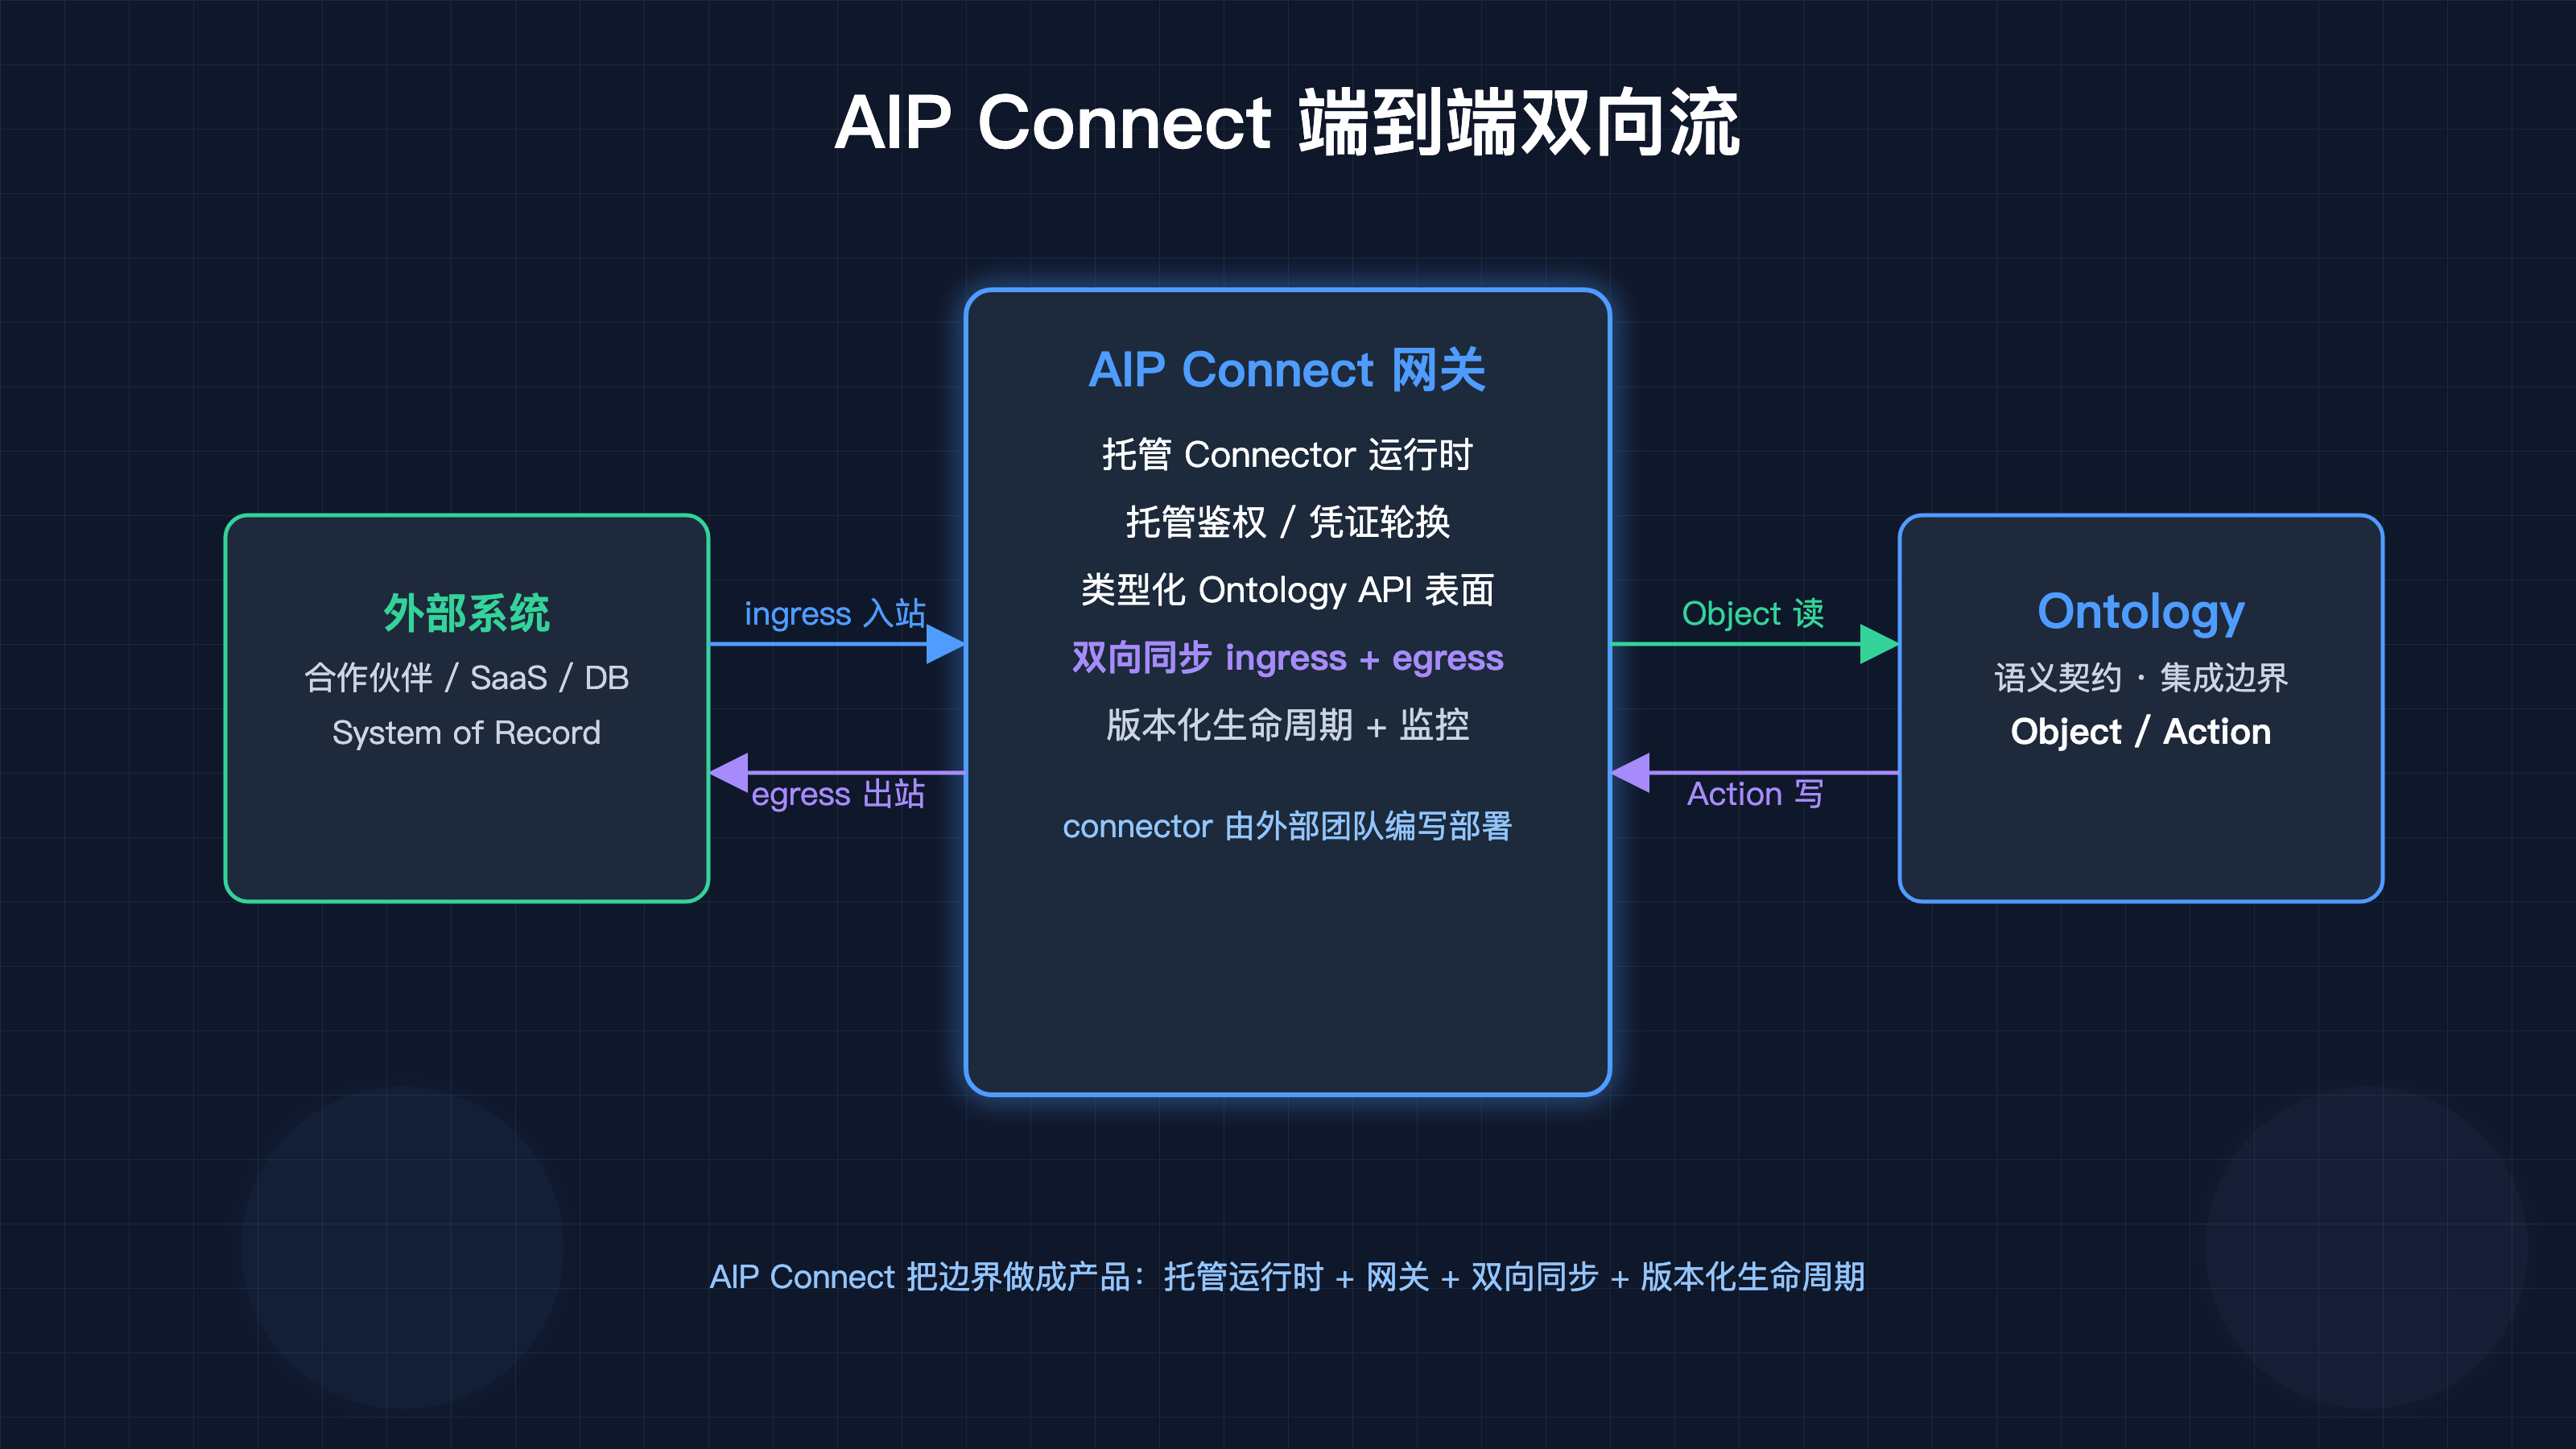 AIP Connect 端到端双向流
外部系统
合作伙伴 / SaaS / DB
System of Record
ingress 入站
egress 出站
AIP Connect 网关
托管 Connector 运行时
托管鉴权 / 凭证轮换
类型化 Ontology API 表面
双向同步 ingress + egress
版本化生命周期 + 监控
connector 由外部团队编写部署
Object 读
Action 写
Ontology
语义契约 · 集成边界
Object / Action
AIP Connect 把边界做成产品：托管运行时 + 网关 + 双向同步 + 版本化生命周期